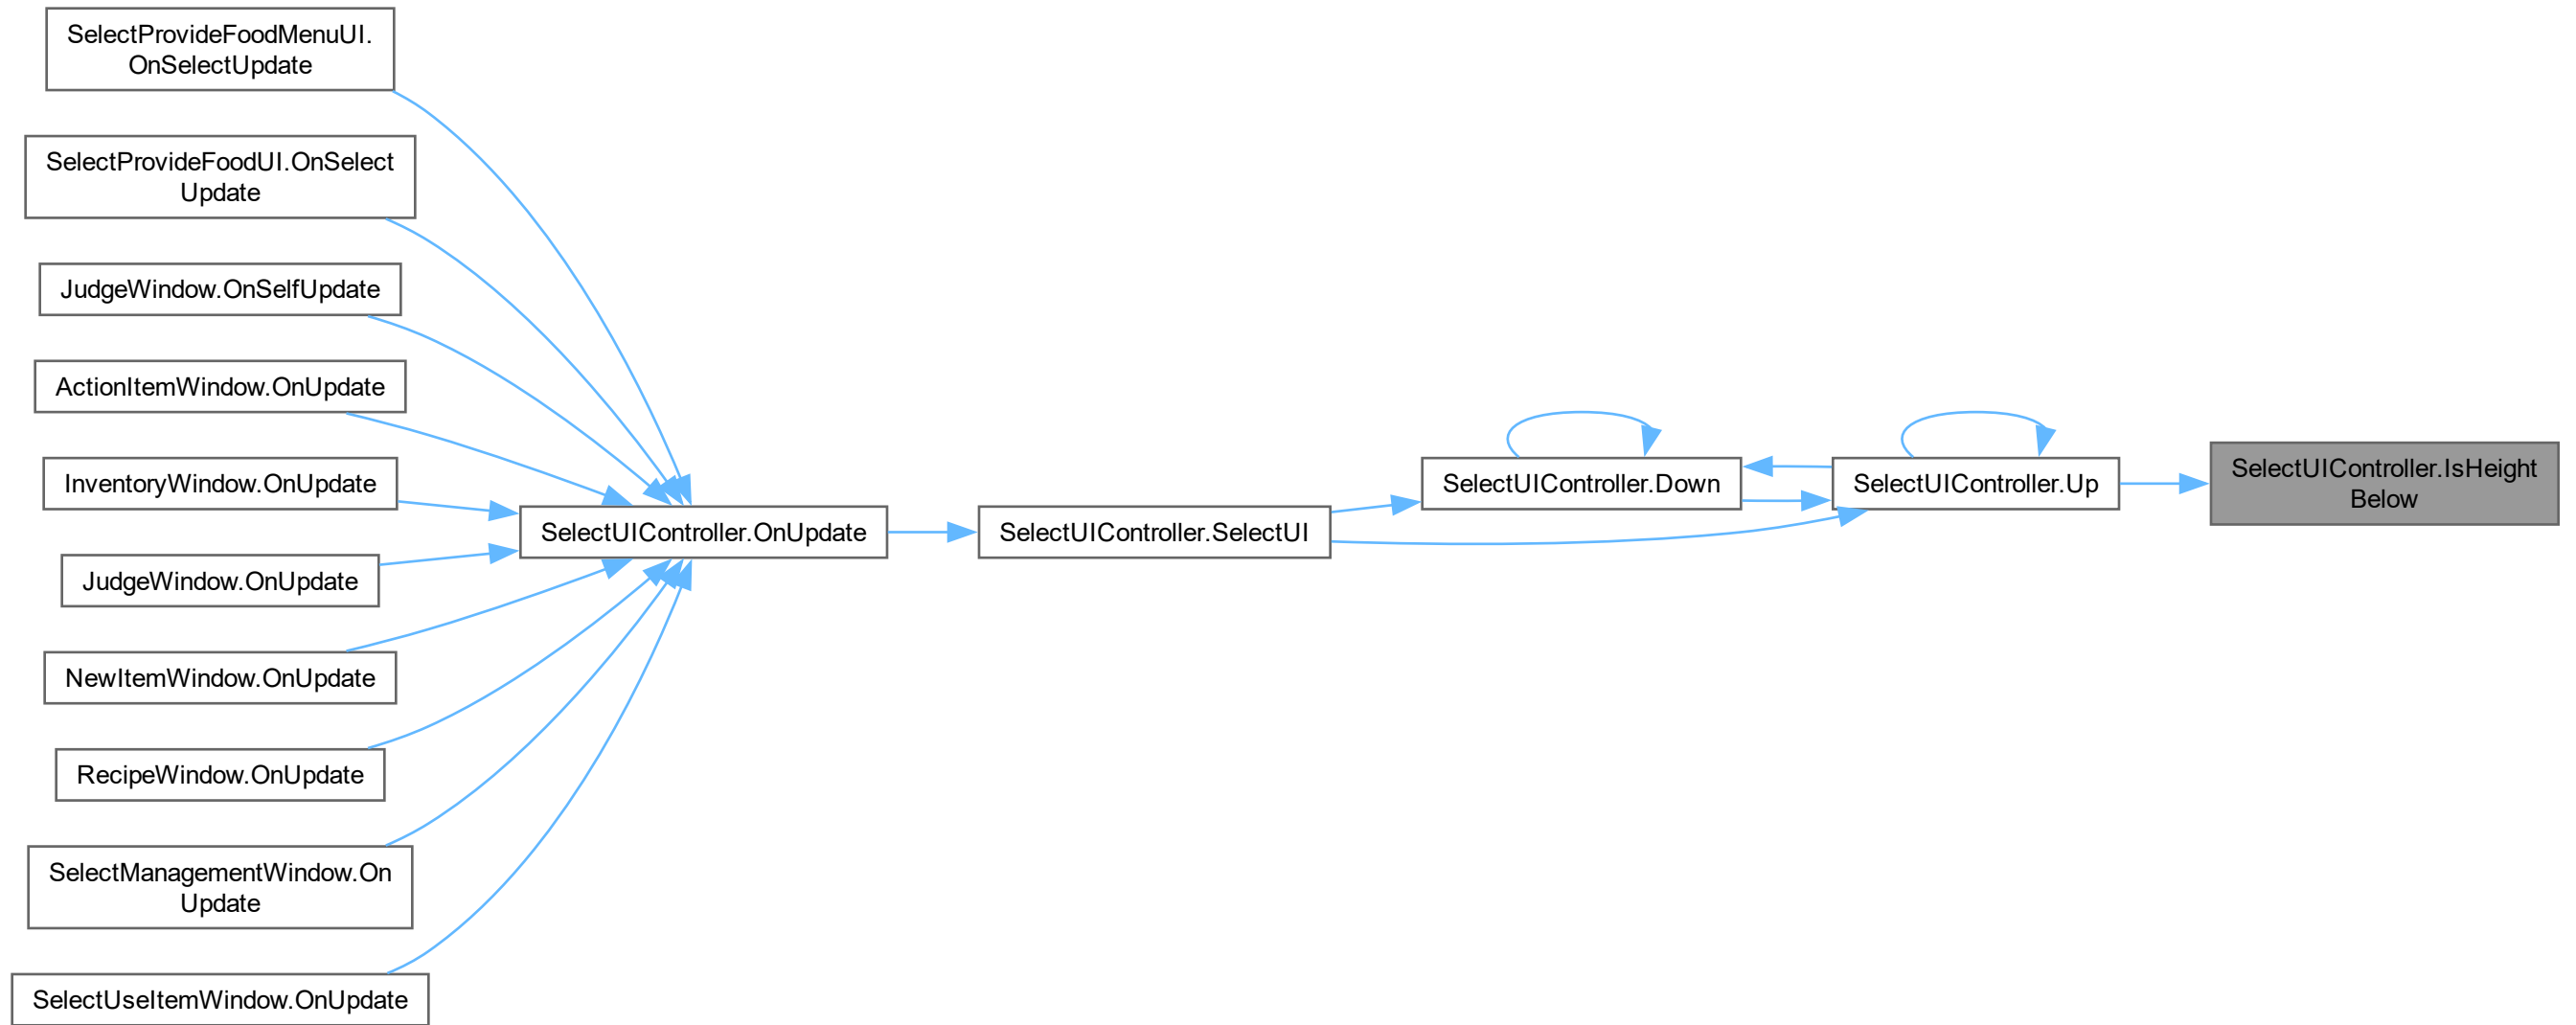 SelectProvideFoodMenuUI.
OnSelectUpdate
SelectProvideFoodUI.OnSelect
Update
JudgeWindow.OnSelfUpdate
ActionItemWindow.OnUpdate
InventoryWindow.OnUpdate
JudgeWindow.OnUpdate
NewItemWindow.OnUpdate
RecipeWindow.OnUpdate
SelectManagementWindow.On
Update
SelectUseItemWindow.OnUpdate
SelectUIController.OnUpdate
SelectUIController.SelectUI
SelectUIController.Down
SelectUIController.Up
SelectUIController.IsHeight
Below